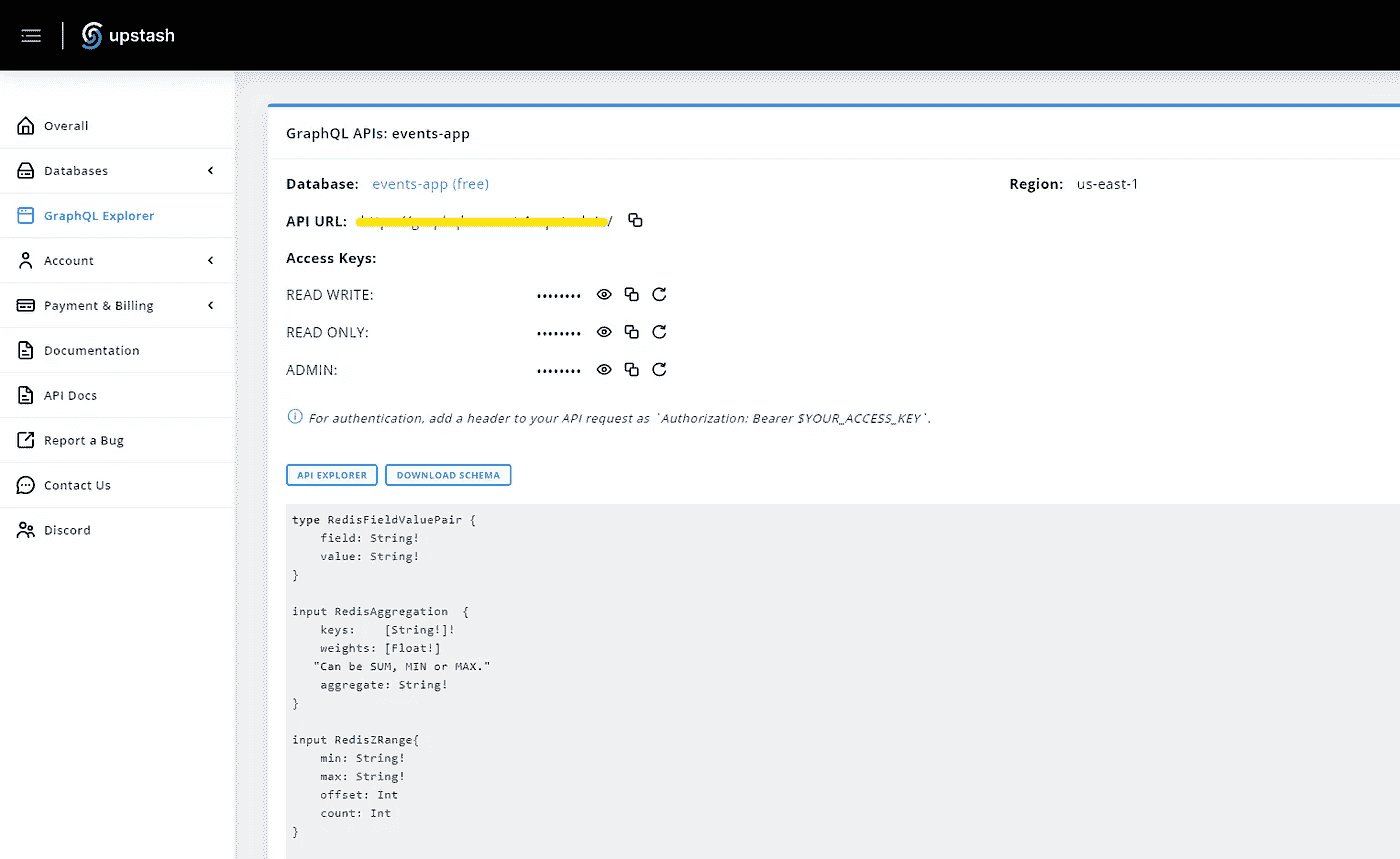 upstash
Overall
Databases
GraphQL Explorer
Account
Payment & Billing
Documentation
API Docs
Report a Bug
Contact Us
Discord
GraphQL APIs: events-app
Database: events-app (free) Region: us-east-1
API URL:
Access Keys:
READ WRITE: ••••••••
READ ONLY: ••••••••
ADMIN: ••••••••
For authentication, add a header to your API request as `Authorization: Bearer $YOUR_ACCESS_KEY`.
API EXPLORER DOWNLOAD SCHEMA
type RedisFieldValuePair {
field: String!
value: String!
}
input RedisAggregation {
keys: [String!]!
weights: [Float!]
"Can be SUM, MIN or MAX."
aggregate: String!
}
input RedisZRange{
min: String!
max: String!
offset: Int
count: Int
}